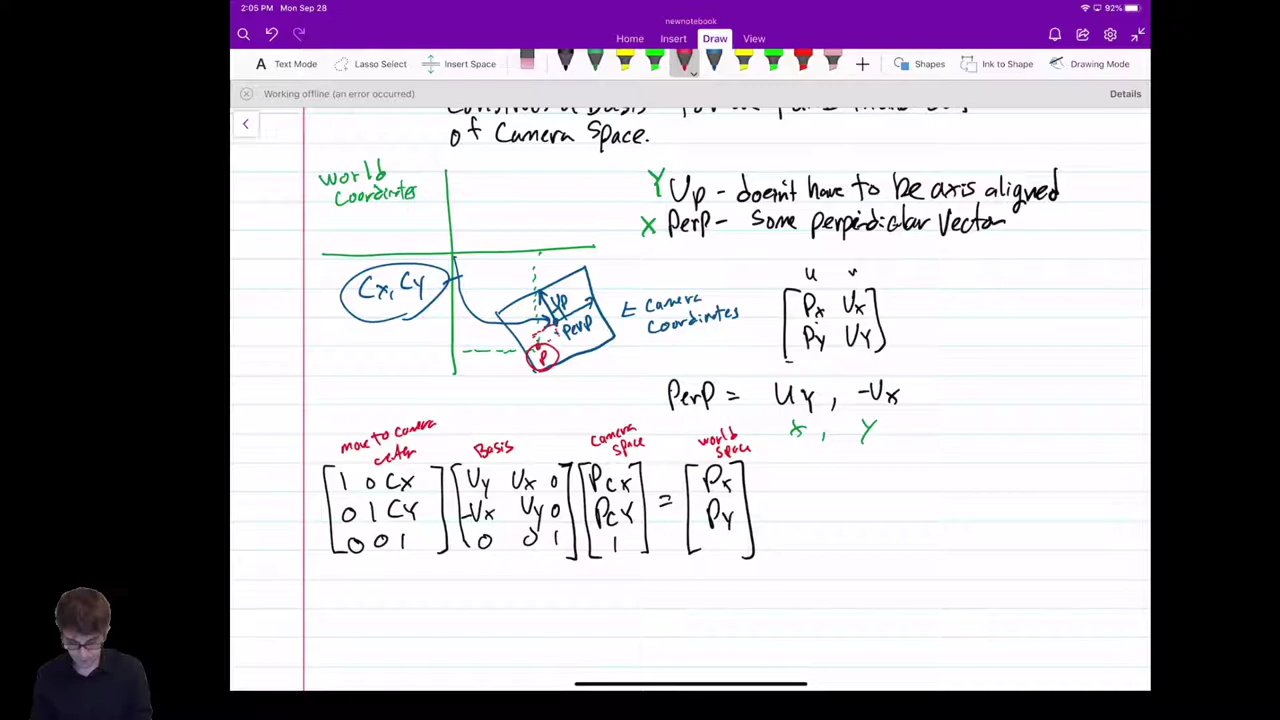 2:05 PM Mon Sep 28
92%
newnotebook
Home Insert Draw View
Text Mode Lasso Select Insert Space Shapes Ink to Shape Drawing Mode
Working offline (an error occurred) Details
of Camera Space.
World
Coordinates
Y Up - doesn't have to be axis aligned
X Perp - Some perpendicular Vector
Cx, Cy
Up
Perp
P
E Camera
Coordinates
u v
Px Ux
Py Uy
Perp = Uy, -Ux
x, y
move to camera
center
Basis
camera
space
world
space
1 0 Cx Uy Ux 0 Pcx Px
0 1 Cy -Ux Uy 0 Pcy = Py
0 0 1 0 0 1 1